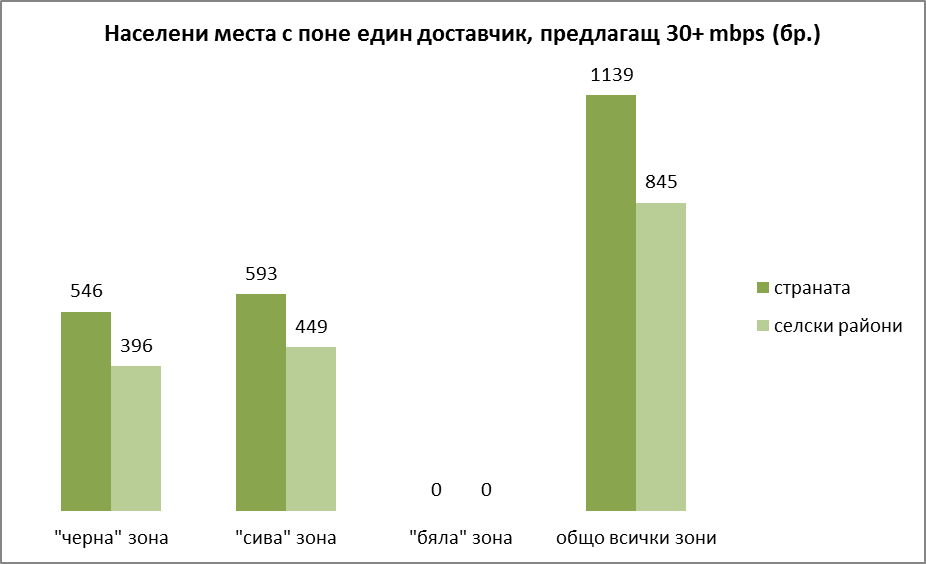 Населени места с поне един доставчик, предлагащ 30+ mbps (бр.)
1139
845
593
546
449
396
0 0
страната
селски райони
"черна" зона "сива" зона "бяла" зона общо всички зони